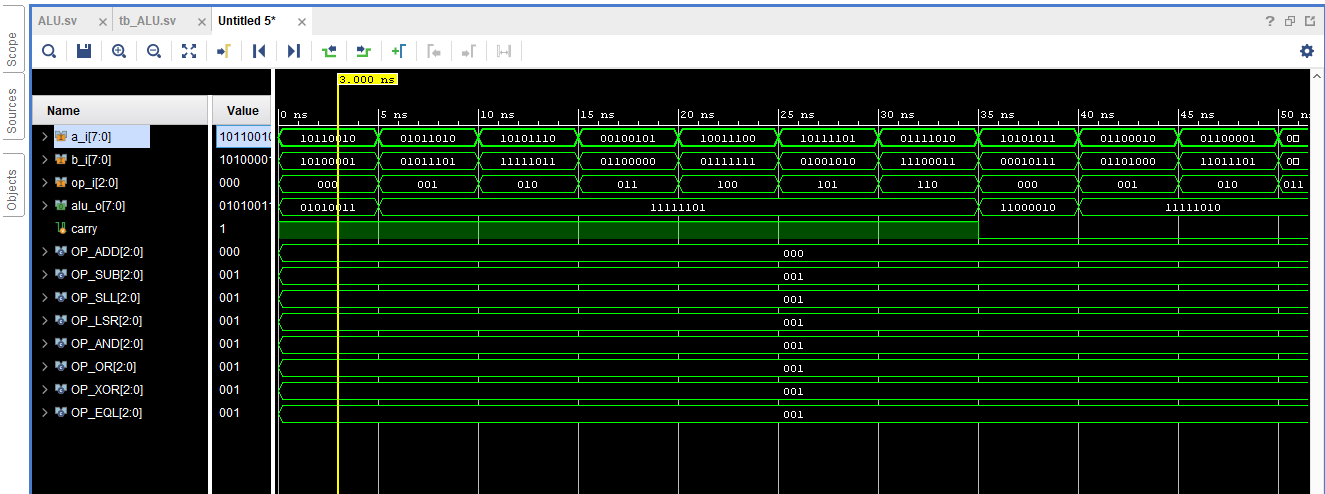 ALU.sv × tb_ALU.sv × Untitled 5* × ?
Scope
Sources
Objects
3.000 ns
Name Value 0 ns 5 ns 10 ns 15 ns 20 ns 25 ns 30 ns 35 ns 40 ns 45 ns 50 n
a_i[7:0] 10110010 10110010 01011010 10101110 00100101 10011100 10111101 01111010 10101011 01100010 01100001 0
b_i[7:0] 10100001 10100001 01011101 11111011 01100000 01111111 01001010 11100011 00010111 01101000 11011101 0
op_i[2:0] 000 000 001 010 011 100 101 110 000 001 010 011
alu_o[7:0] 01010011 01010011 11111101 11000010 11111010
carry 1
OP_ADD[2:0] 000 000
OP_SUB[2:0] 001 001
OP_SLL[2:0] 001 001
OP_LSR[2:0] 001 001
OP_AND[2:0] 001 001
OP_OR[2:0] 001 001
OP_XOR[2:0] 001 001
OP_EQL[2:0] 001 001